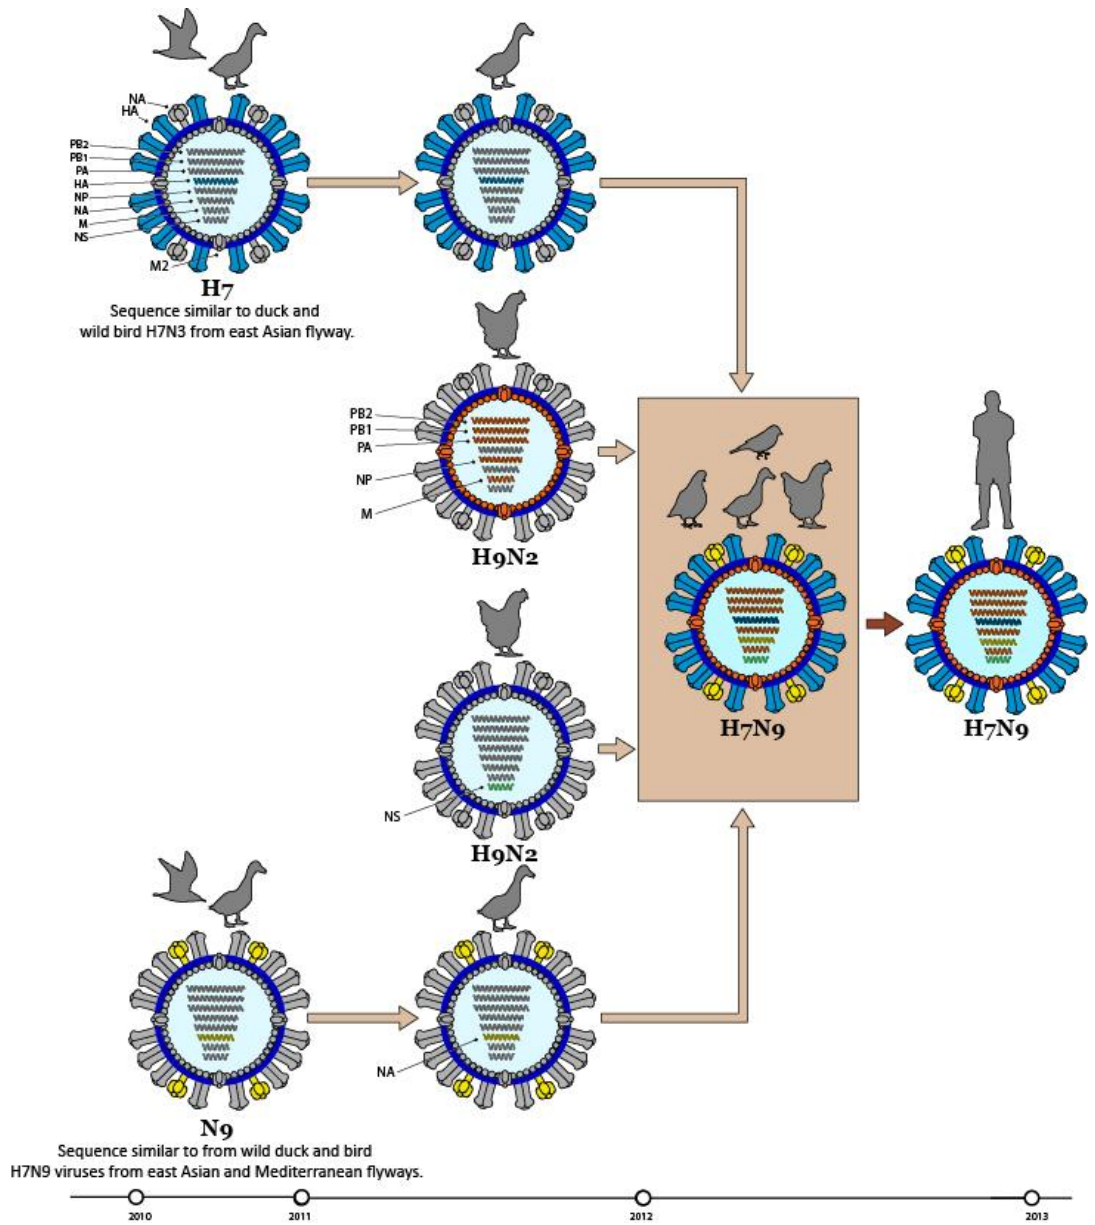 NA
HA
PB2
PB1
PA
HA
NP
NA
M
NS
M2
H7
Sequence similar to duck and
wild bird H7N3 from east Asian flyway.
PB2
PB1
PA
NP
M
H9N2
NS
H9N2
H7N9
H7N9
NA
N9
Sequence similar to from wild duck and bird
H7N9 viruses from east Asian and Mediterranean flyways.
2010 2011 2012 2013